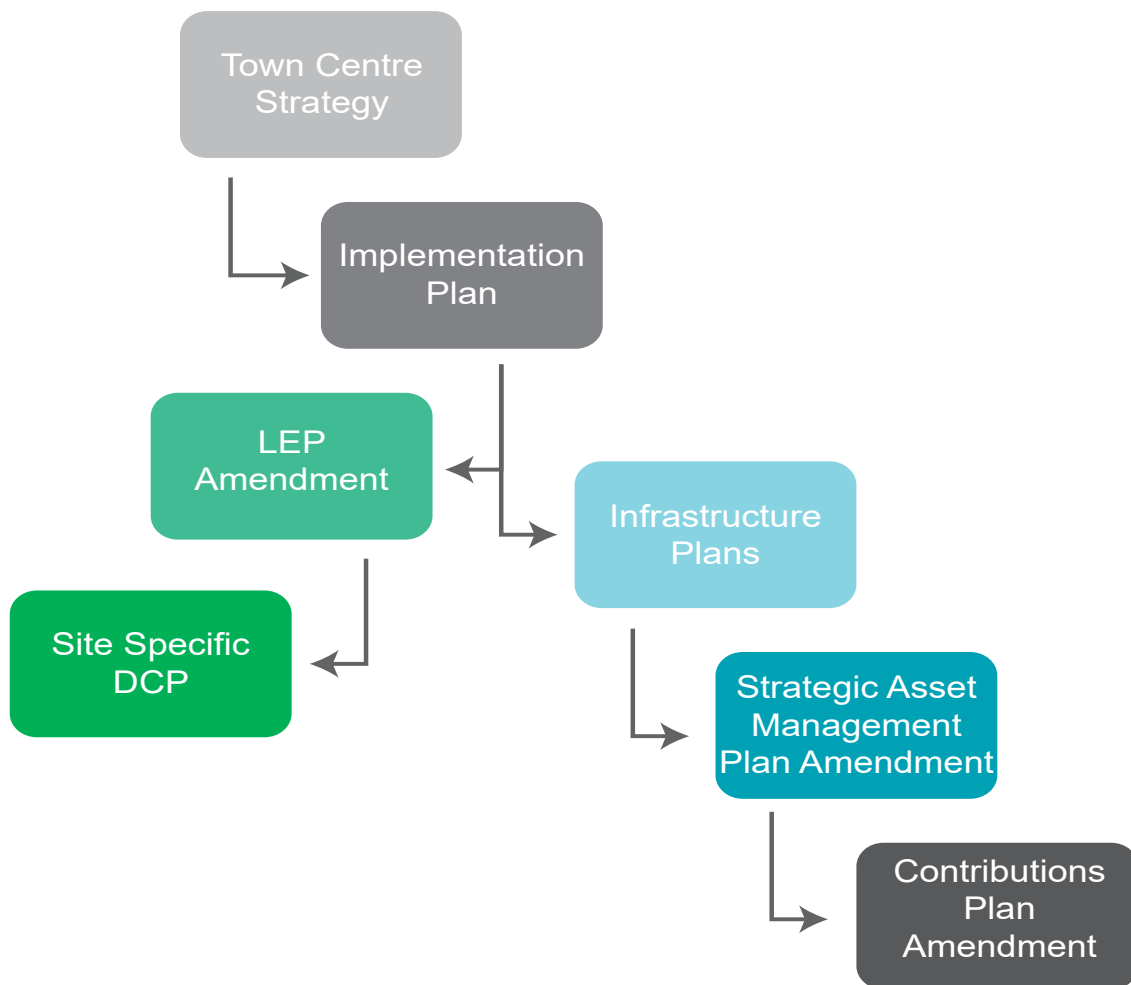 Town Centre
Strategy
Implementation
Plan
LEP
Amendment
Infrastructure
Plans
Site Specific
DCP
Strategic Asset
Management
Plan Amendment
Contributions
Plan
Amendment